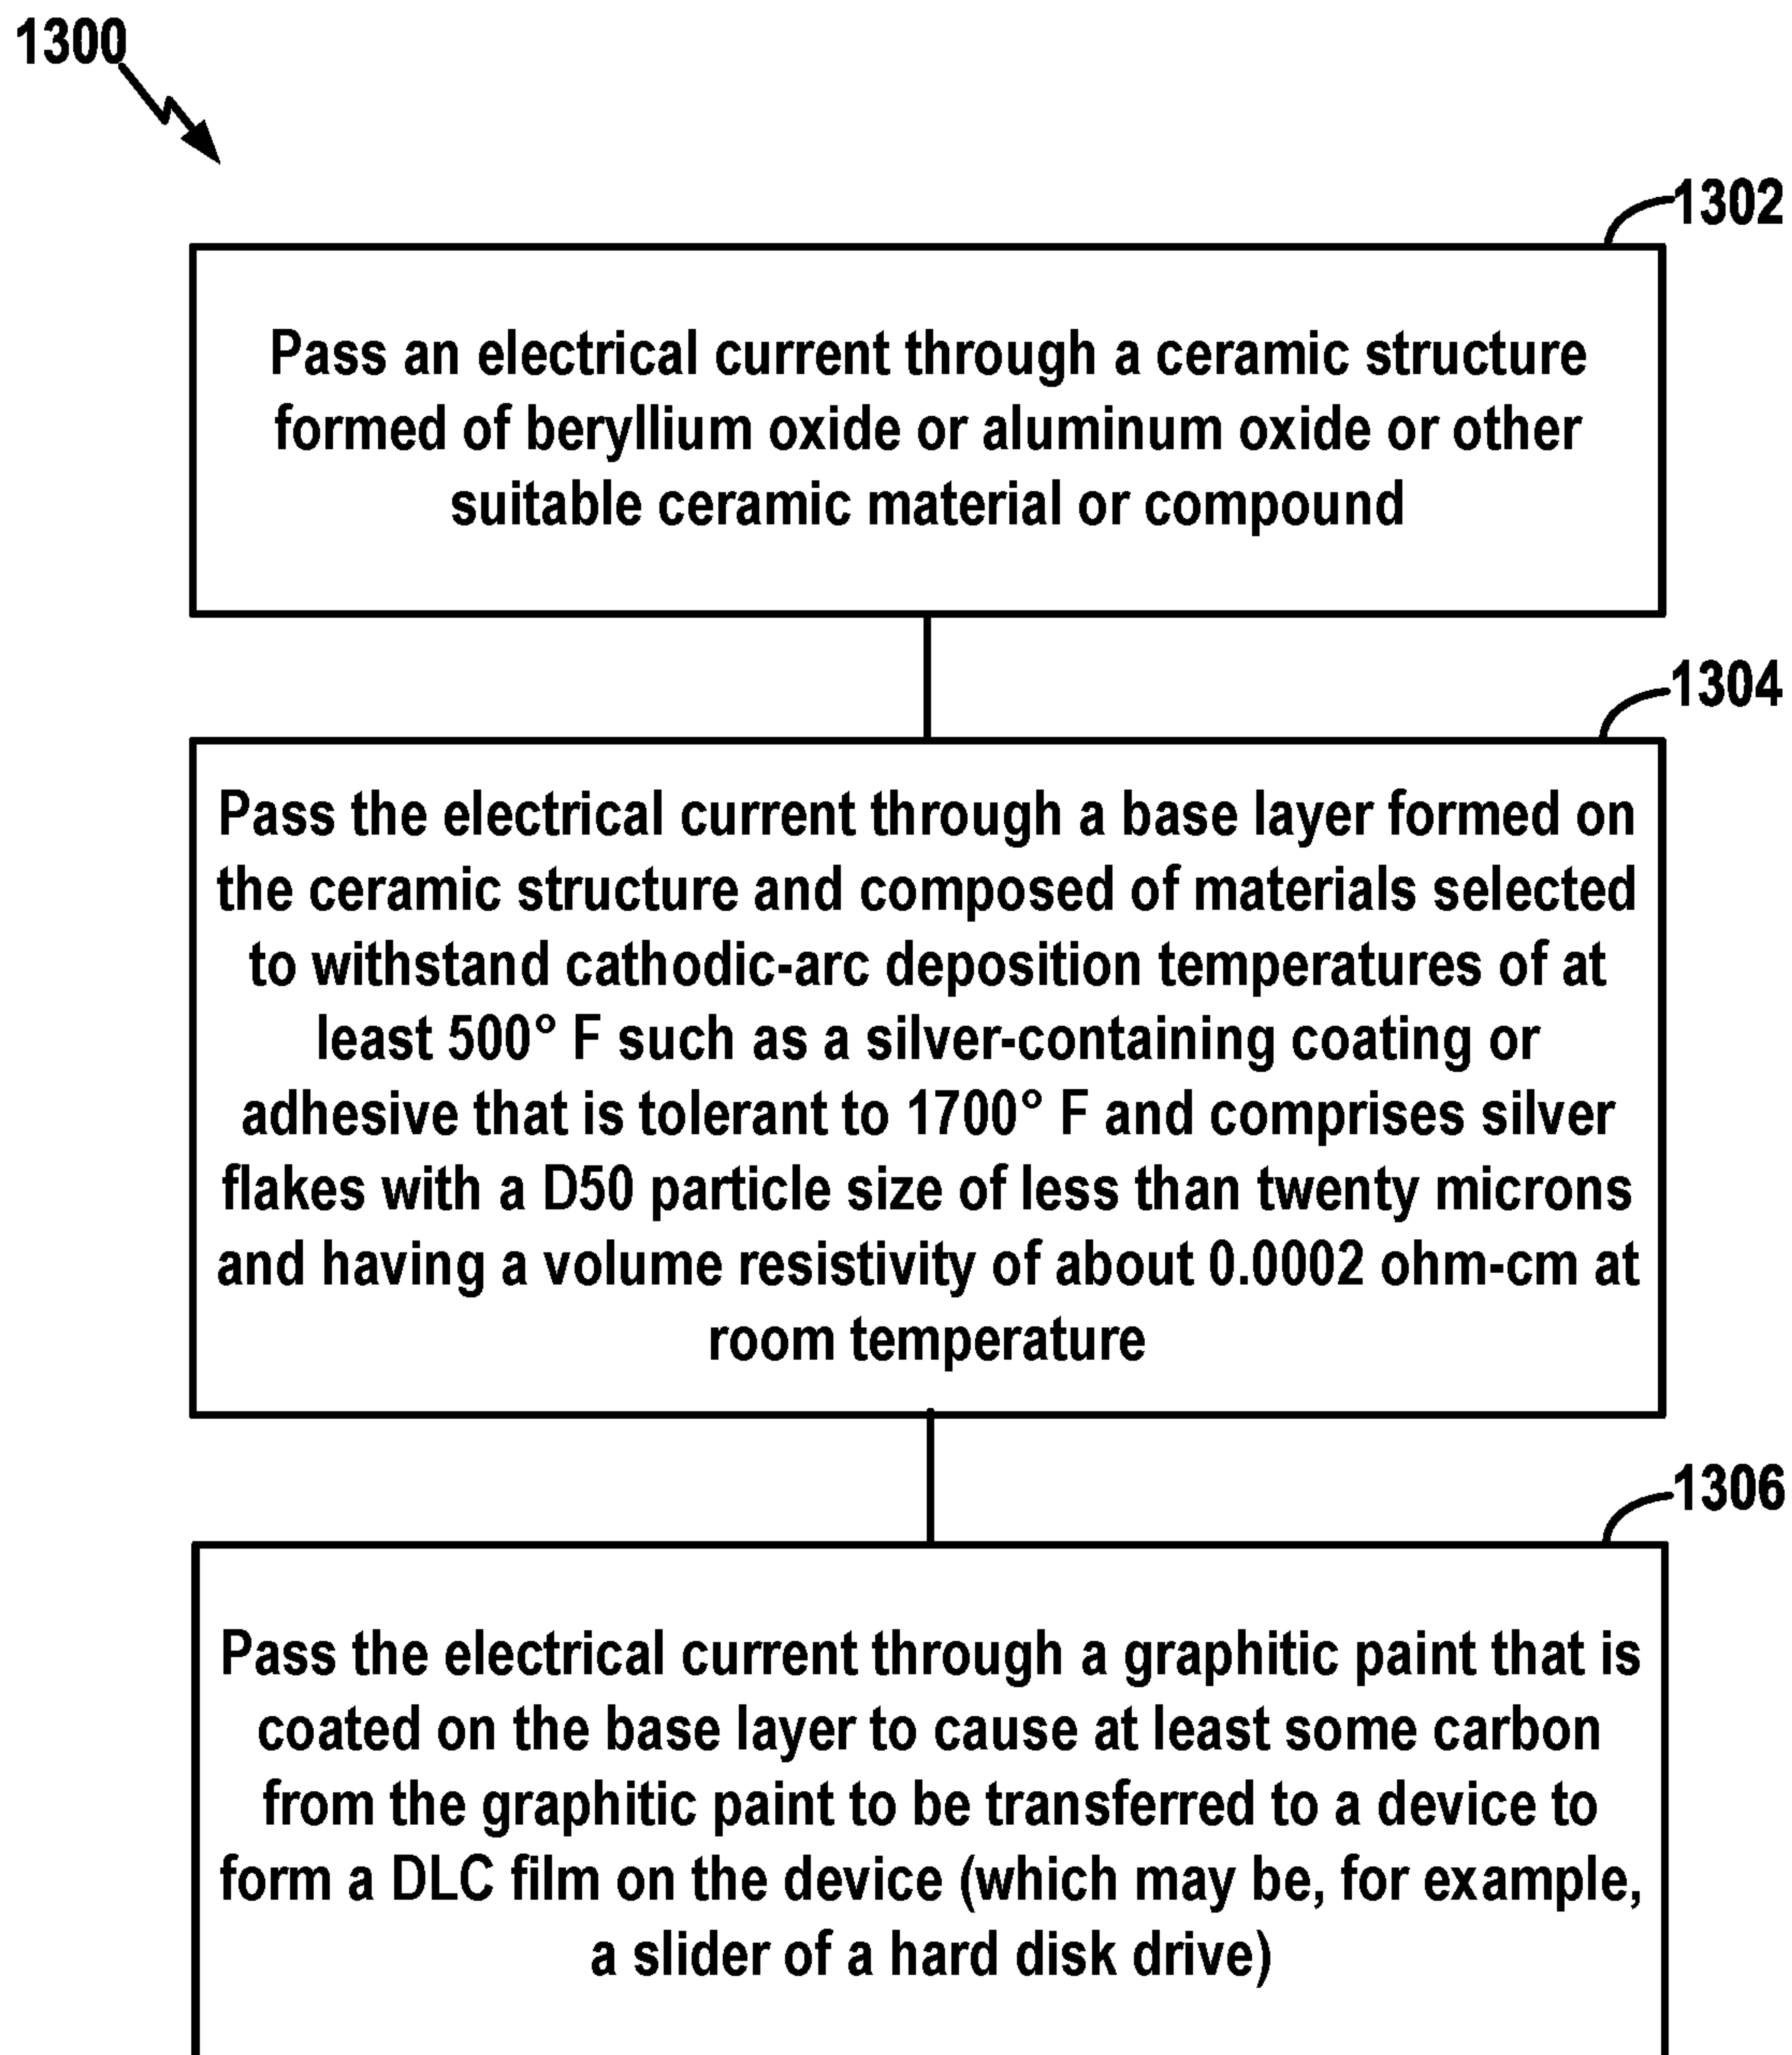 1300
1302
Pass an electrical current through a ceramic structure
formed of beryllium oxide or aluminum oxide or other
suitable ceramic material or compound
1304
Pass the electrical current through a base layer formed on
the ceramic structure and composed of materials selected
to withstand cathodic-arc deposition temperatures of at
least 500° F such as a silver-containing coating or
adhesive that is tolerant to 1700° F and comprises silver
flakes with a D50 particle size of less than twenty microns
and having a volume resistivity of about 0.0002 ohm-cm at
room temperature
1306
Pass the electrical current through a graphitic paint that is
coated on the base layer to cause at least some carbon
from the graphitic paint to be transferred to a device to
form a DLC film on the device (which may be, for example,
a slider of a hard disk drive)